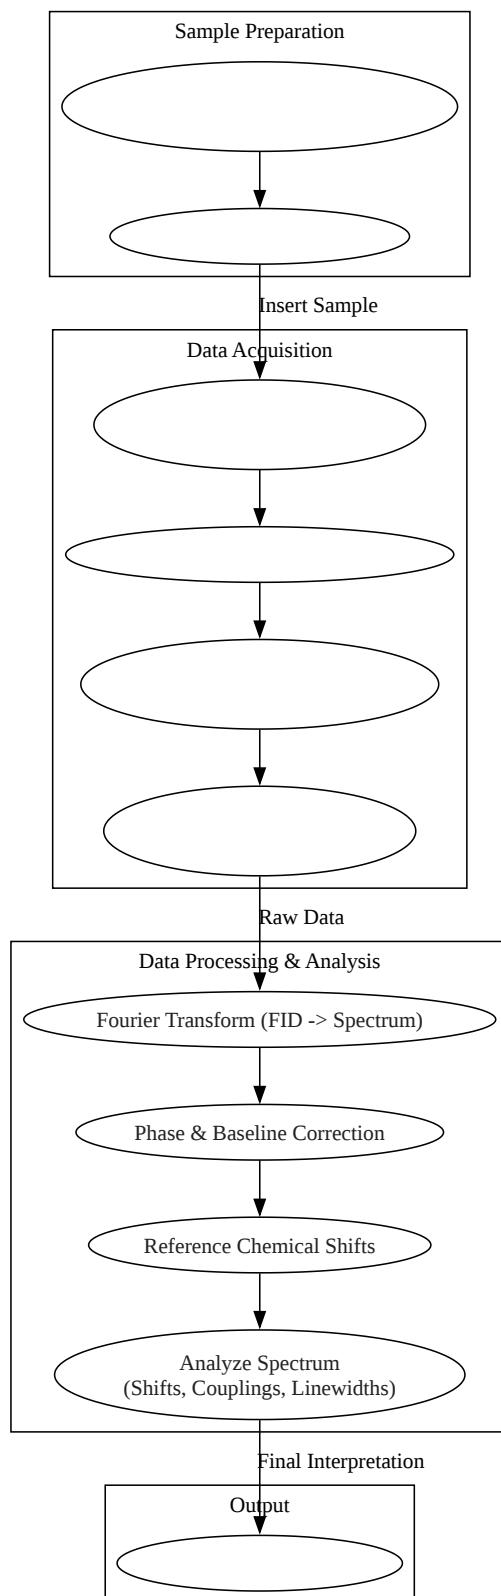 Sample Preparation
Insert Sample
Data Acquisition
Raw Data
Data Processing & Analysis
Fourier Transform (FID -> Spectrum)
Phase & Baseline Correction
Reference Chemical Shifts
Analyze Spectrum
(Shifts, Couplings, Linewidths)
Final Interpretation
Output